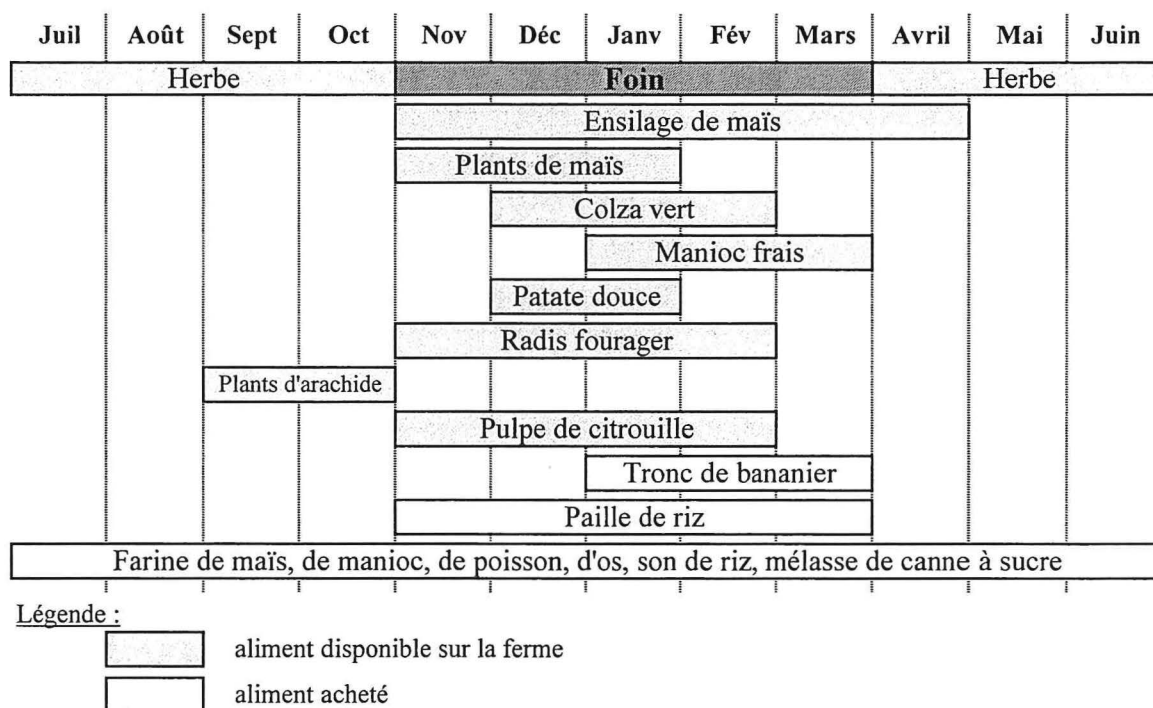 Juil Août Sept Oct Nov Déc Janv Fév Mars Avril Mai Juin
Herbe Foin Herbe
Ensilage de maïs
Plants de maïs
Colza vert
Manioc frais
Patate douce
Radis fourager
Plants d'arachide
Pulpe de citrouille
Tronc de bananier
Paille de riz
Farine de maïs, de manioc, de poisson, d'os, son de riz, mélasse de canne à sucre
Légende :
aliment disponible sur la ferme
aliment acheté